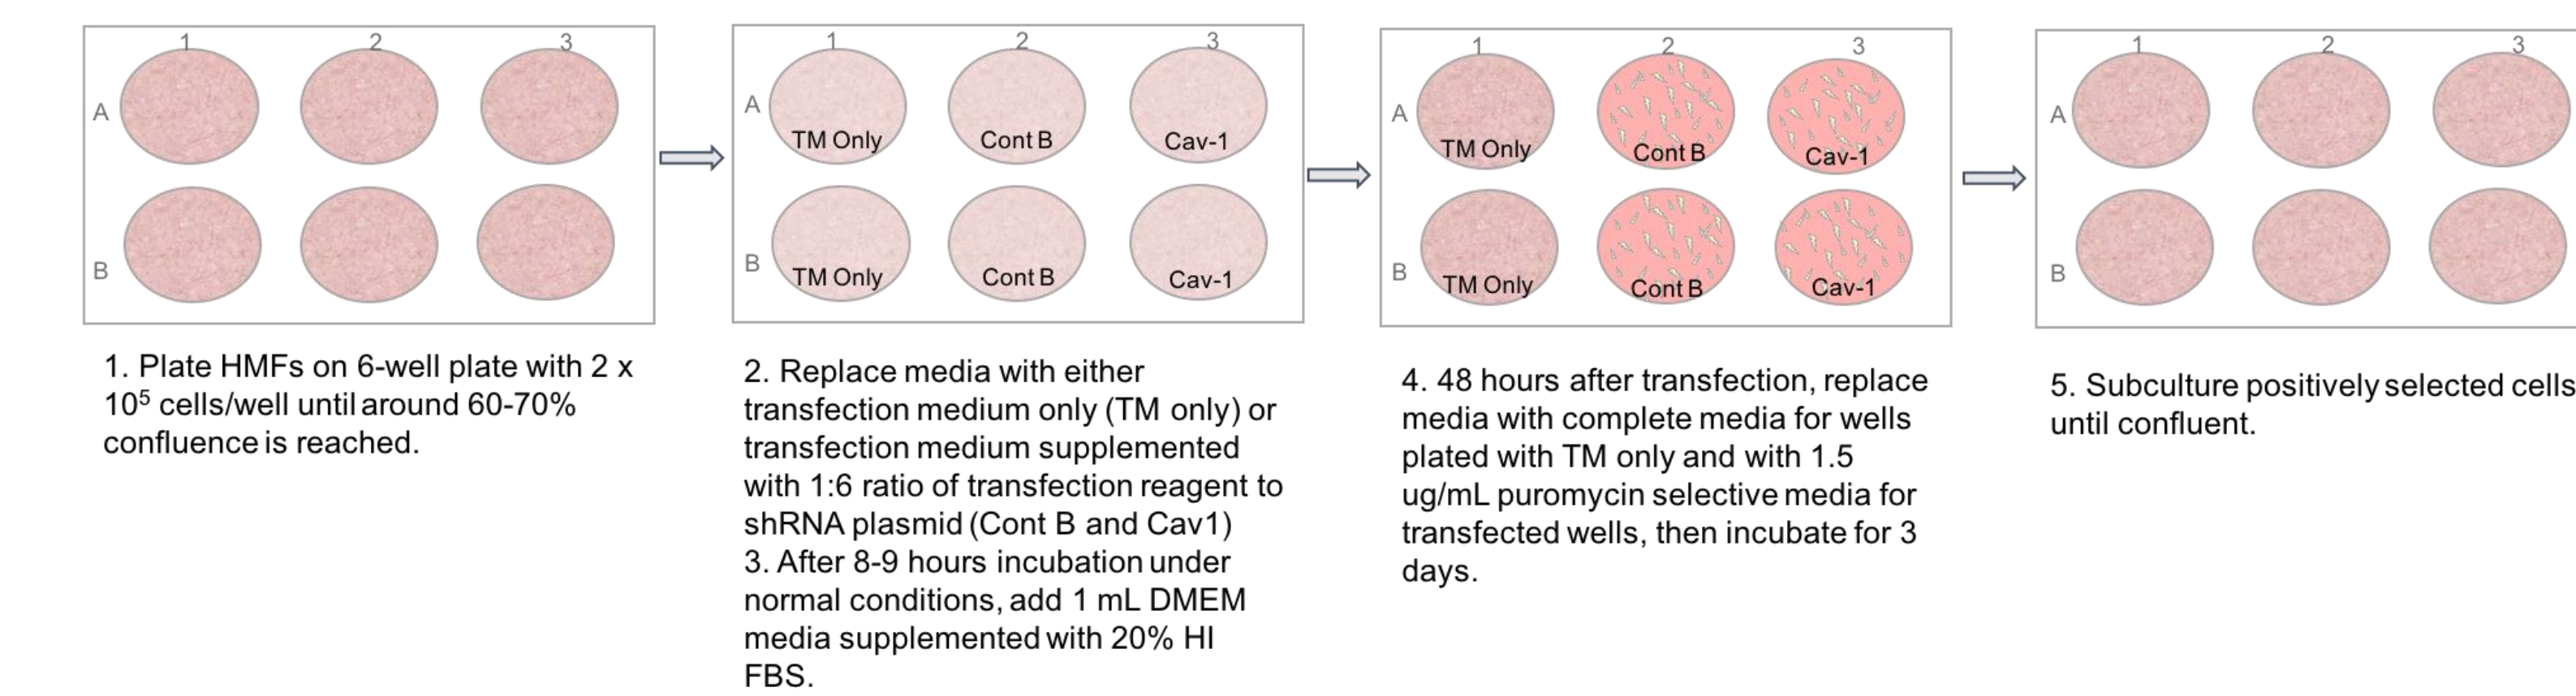 1 2 3
A
B
1. Plate HMFs on 6-well plate with 2 x
10⁵ cells/well until around 60-70%
confluence is reached.
1 2 3
A
TM Only Cont B Cav-1
B
TM Only Cont B Cav-1
2. Replace media with either
transfection medium only (TM only) or
transfection medium supplemented
with 1:6 ratio of transfection reagent to
shRNA plasmid (Cont B and Cav1)
3. After 8-9 hours incubation under
normal conditions, add 1 mL DMEM
media supplemented with 20% HI
FBS.
1 2 3
A
TM Only Cont B Cav-1
B
TM Only Cont B Cav-1
4. 48 hours after transfection, replace
media with complete media for wells
plated with TM only and with 1.5
ug/mL puromycin selective media for
transfected wells, then incubate for 3
days.
1 2 3
A
B
5. Subculture positively selected cells
until confluent.